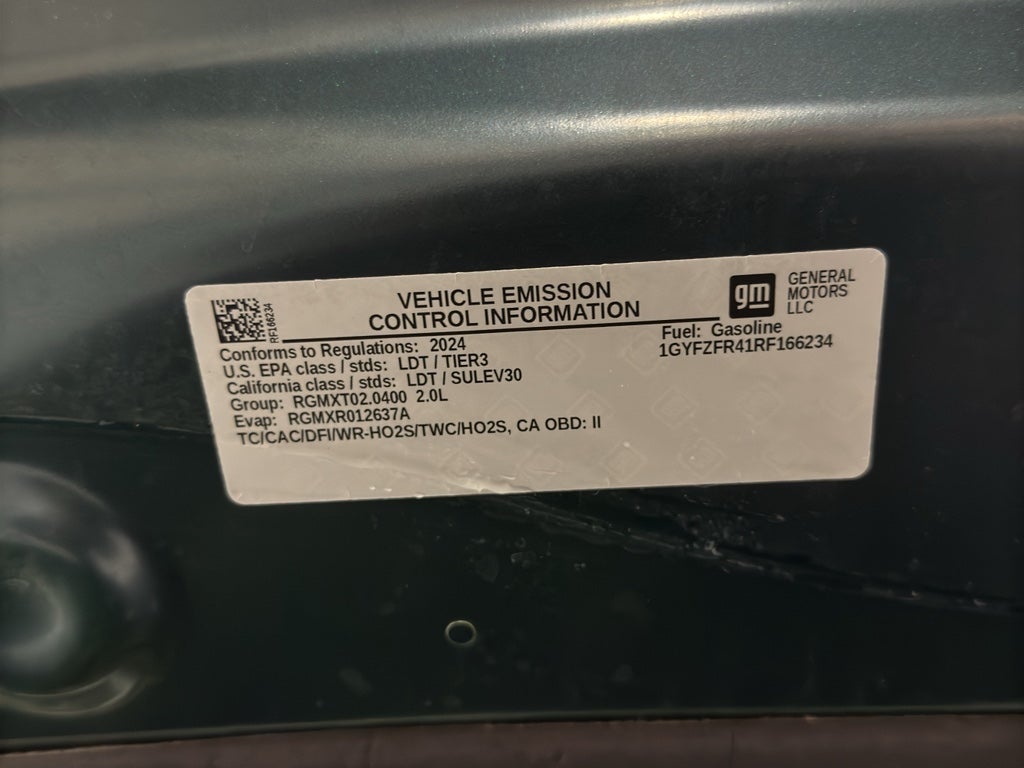 VEHICLE EMISSION
CONTROL INFORMATION
gm
GENERAL
MOTORS
LLC
RF166234
Conforms to Regulations: 2024
U.S. EPA class / stds: LDT / TIER3
California class / stds: LDT / SULEV30
Group: RGMXT02.0400 2.0L
Evap: RGMXR012637A
TC/CAC/DFI/WR-HO2S/TWC/HO2S, CA OBD: II
Fuel: Gasoline
1GYFZFR41RF166234